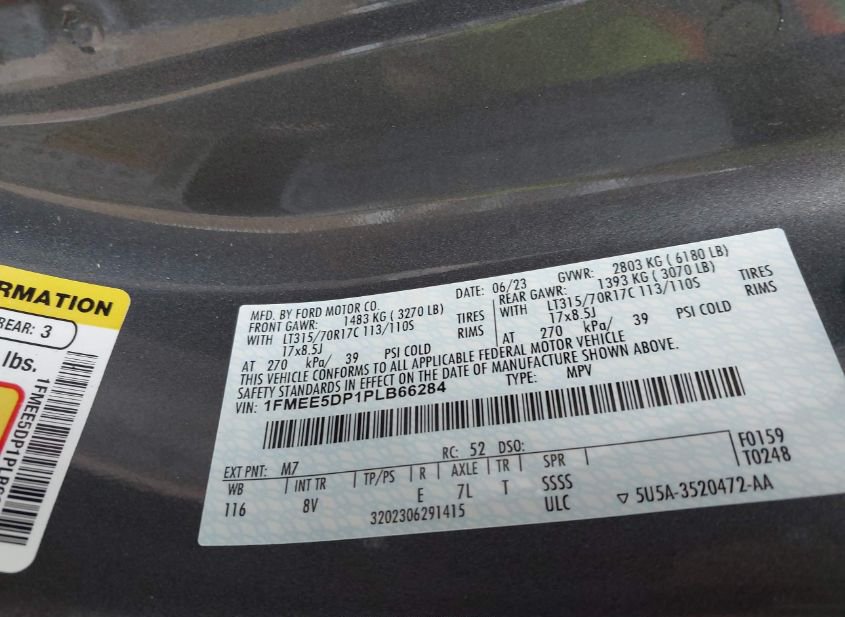 RMATION
REAR: 3
lbs.
1FMEE5DP1PLB
MFD. BY FORD MOTOR CO.
DATE: 06/23 GVWR: 2803 KG ( 6180 LB)
FRONT GAWR: 1483 KG ( 3270 LB)
REAR GAWR: 1393 KG ( 3070 LB)
WITH LT315/70R17C 113/110S TIRES
WITH LT315/70R17C 113/110S TIRES
17x8.5J RIMS
17x8.5J RIMS
AT 270 kPa/ 39 PSI COLD
AT 270 kPa/ 39 PSI COLD
THIS VEHICLE CONFORMS TO ALL APPLICABLE FEDERAL MOTOR VEHICLE
SAFETY STANDARDS IN EFFECT ON THE DATE OF MANUFACTURE SHOWN ABOVE.
VIN: 1FMEE5DP1PLB66284 TYPE: MPV
EXT PNT: M7 RC: 52 DSO: F0159
WB INT TR TP/PS R AXLE TR SPR T0248
116 8V E 7L T SSSS
3202306291415 ULC 5U5A-3520472-AA